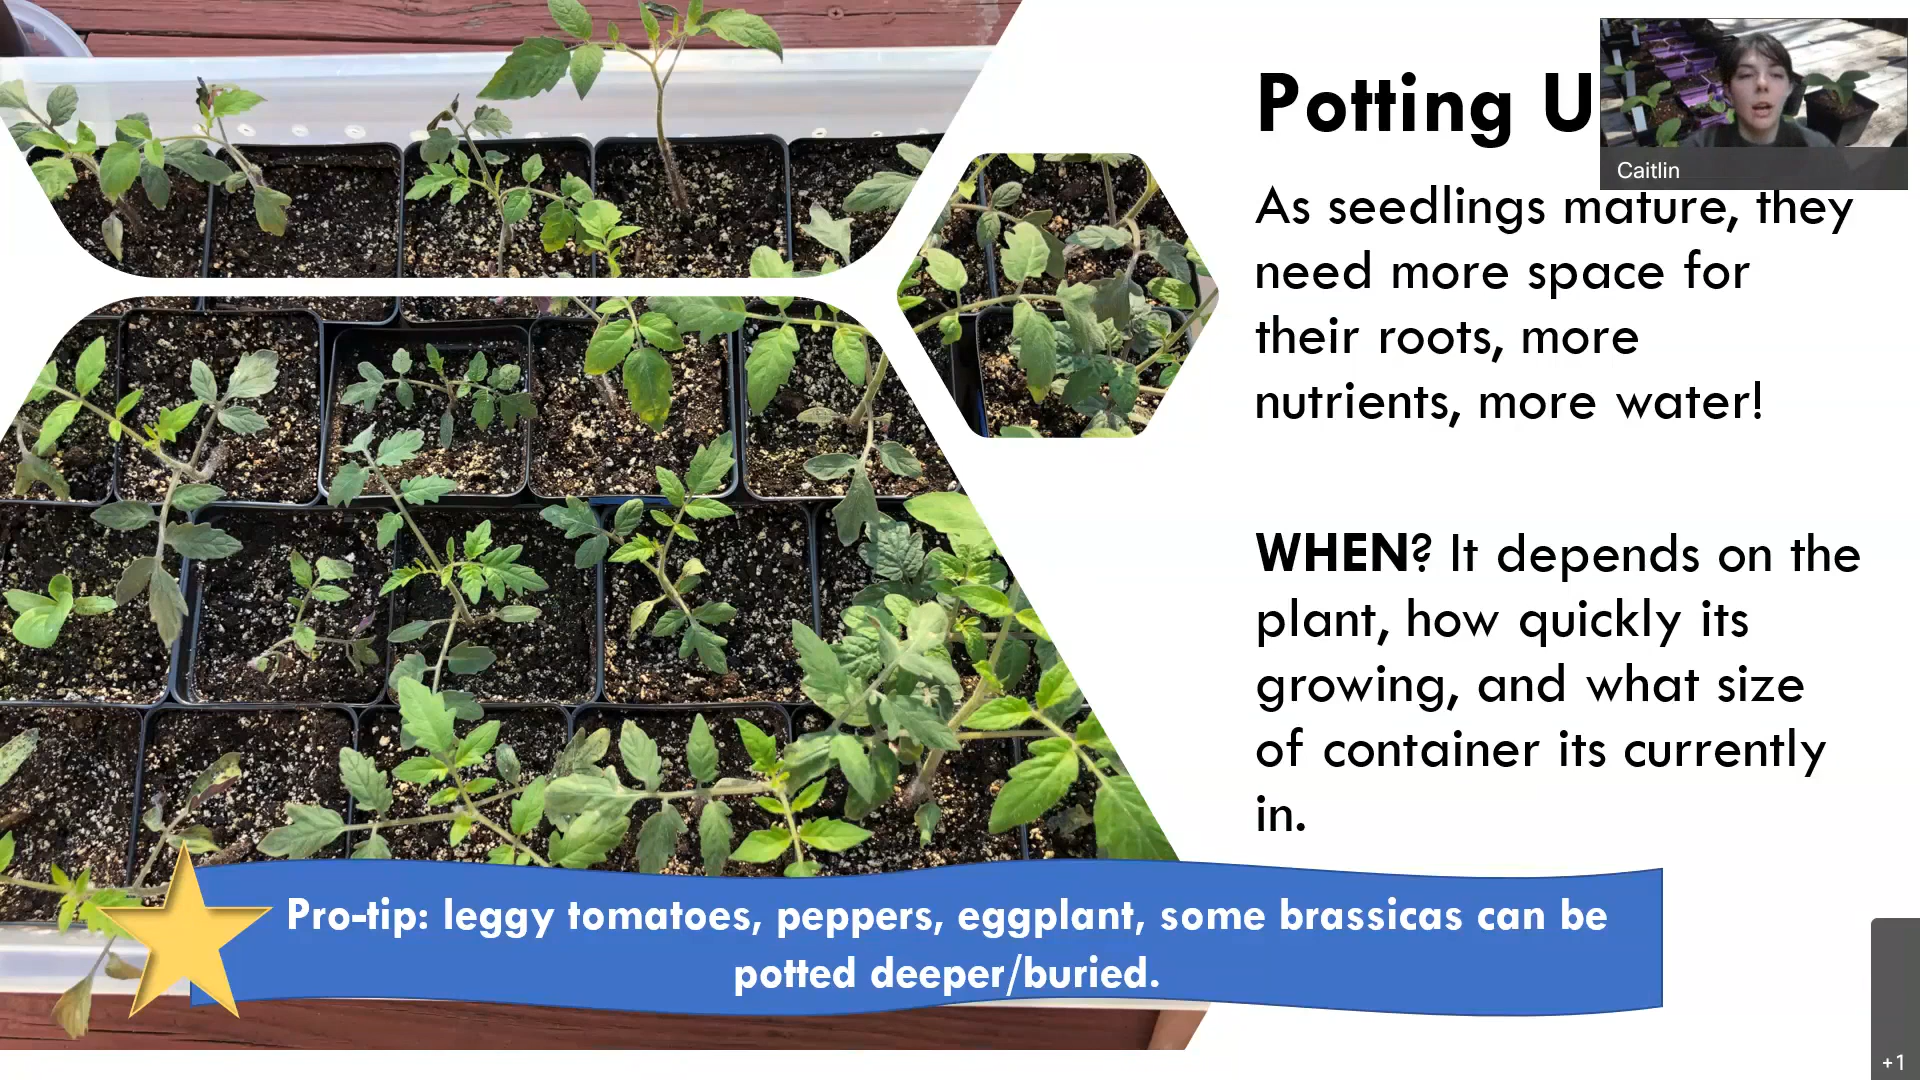 Potting U
Caitlin
As seedlings mature, they
need more space for
their roots, more
nutrients, more water!
WHEN? It depends on the
plant, how quickly its
growing, and what size
of container its currently
in.
Pro-tip: leggy tomatoes, peppers, eggplant, some brassicas can be
potted deeper/buried.
+1